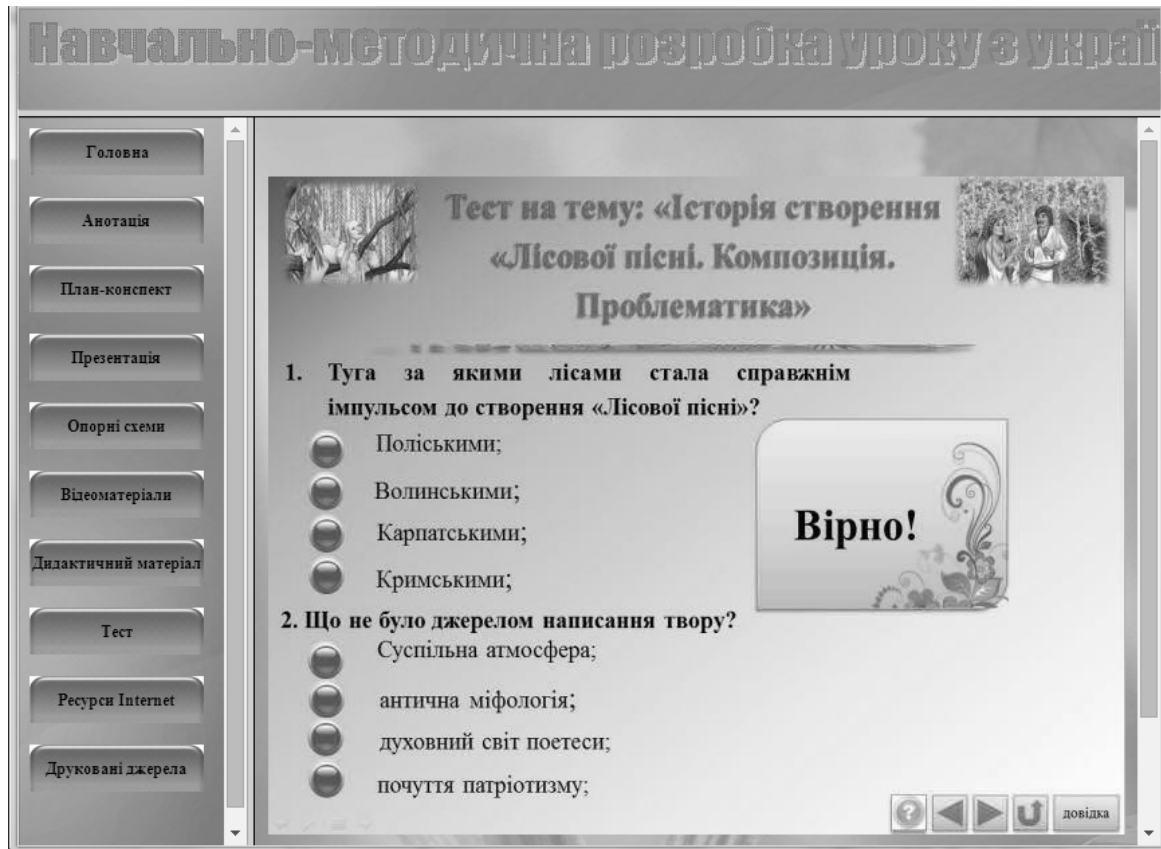 Навчально-методична розробка уроку з украї
Головна
Анотація
План-конспект
Презентація
Опорні схеми
Відеоматеріали
Дидактичний матеріал
Тест
Ресурси Internet
Друковані джерела
Тест на тему: «Історія створення
«Лісової пісні. Композиція.
Проблематика»
1. Туга за якими лісами стала справжнім
імпульсом до створення «Лісової пісні»?
Поліськими;
Волинськими;
Карпатськими;
Кримськими;
Вірно!
2. Що не було джерелом написання твору?
Суспільна атмосфера;
антична міфологія;
духовний світ поетеси;
почуття патріотизму;
?
довідка